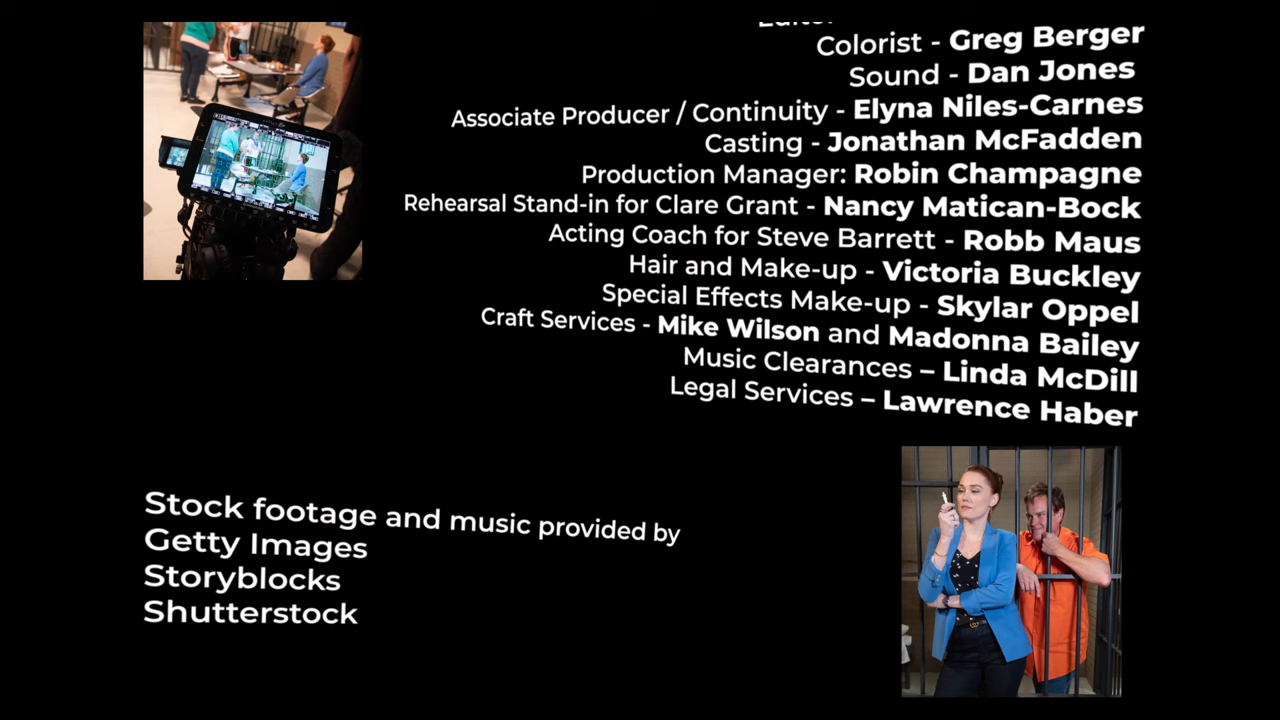 Colorist - Greg Berger
Sound - Dan Jones
Associate Producer / Continuity - Elyna Niles-Carnes
Casting - Jonathan McFadden
Production Manager: Robin Champagne
Rehearsal Stand-in for Clare Grant - Nancy Matican-Bock
Acting Coach for Steve Barrett - Robb Maus
Hair and Make-up - Victoria Buckley
Special Effects Make-up - Skylar Oppel
Craft Services - Mike Wilson and Madonna Bailey
Music Clearances – Linda McDill
Legal Services – Lawrence Haber
Stock footage and music provided by
Getty Images
Storyblocks
Shutterstock